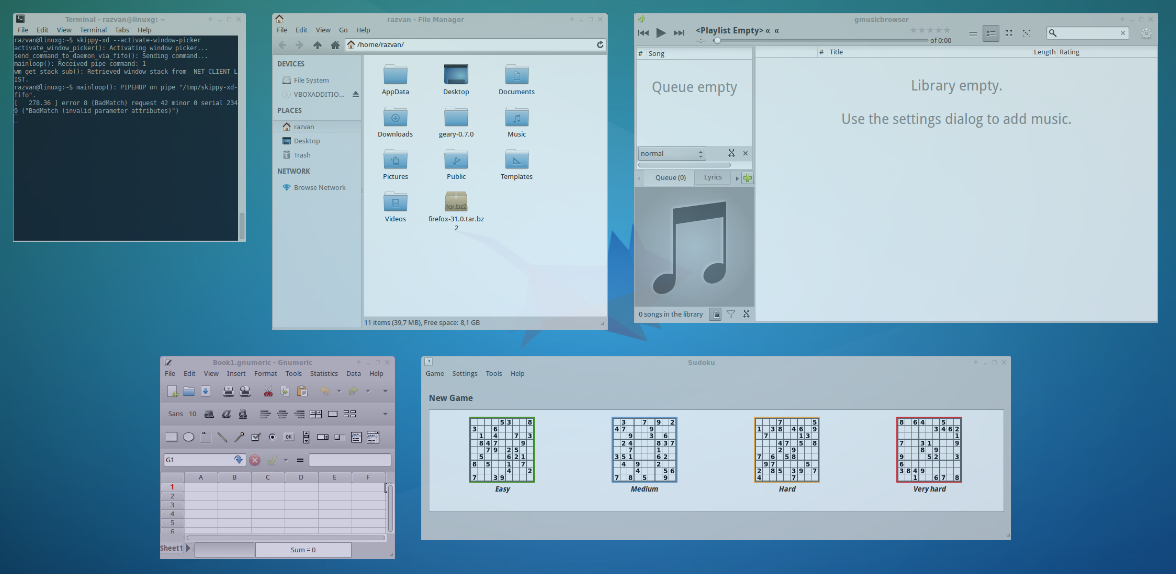 Terminal - razvan@linuxg: ~
File Edit View Terminal Tabs Help
razvan@linuxg:~$ skippy-xd --activate-window-picker
activate_window_picker(): Activating window picker...
send_command_to_daemon_via_fifo(): Sending command...
mainloop(): Received pipe command: 1
wm_get_stack_sub(): Retrieved window stack from _NET_CLIENT_L
IST.
razvan@linuxg:~$ mainloop(): PIPEHUP on pipe "/tmp/skippy-xd-
fifo".
[ 270.36 ] error 8 (BadMatch) request 42 minor 0 serial 234
5 ("BadMatch (invalid parameter attributes)")
razvan - File Manager
File Edit View Go Help
/home/razvan/
DEVICES
File System
VBOXADDITIO...
PLACES
razvan
Desktop
Trash
NETWORK
Browse Network
AppData Desktop Documents
Downloads geary-0.7.0 Music
Pictures Public Templates
Videos firefox-31.0.tar.bz
2
tar.bz2
11 items (39,7 MB), Free space: 8,1 GB
gmusicbrowser
<Playlist Empty> « «
of 0:00
# Song
Queue empty
normal
Queue (0) Lyrics
0 songs in the library
# Title Length Rating
Library empty.
Use the settings dialog to add music.
Book1.gnumeric - Gnumeric
File Edit View Insert Format Tools Statistics Data Help
Sans 10
OK
G1 =
A B C D E F
1
2
3
4
5
6
Sheet1
Sum = 0
Sudoku
Game Settings Tools Help
New Game
Easy Medium Hard Very hard